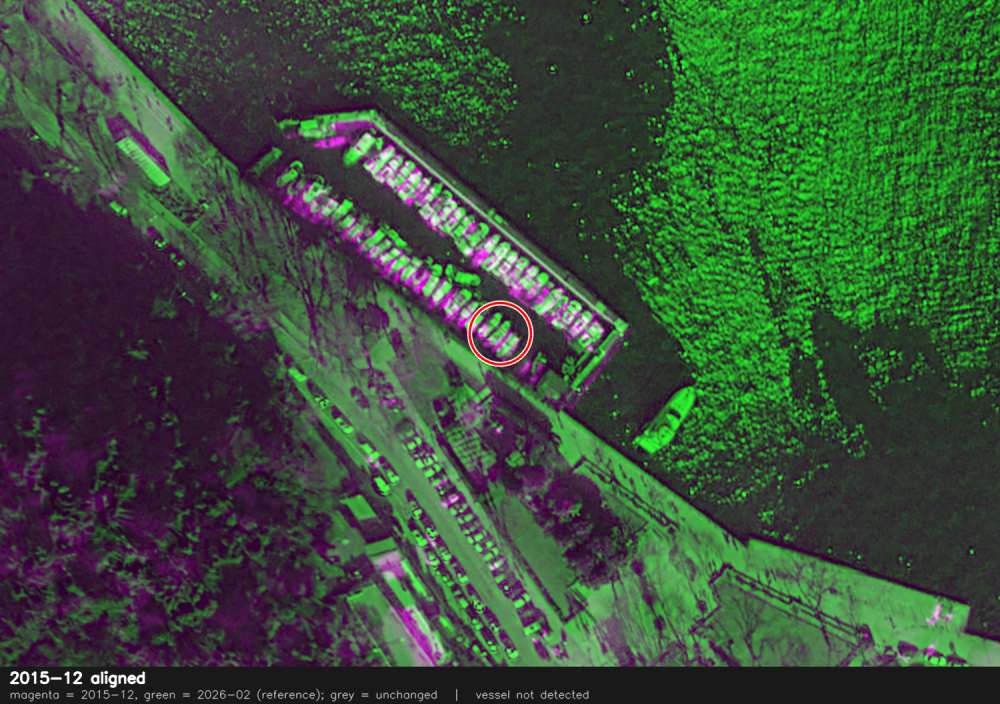 2015-12 aligned
magenta = 2015-12, green = 2026-02 (reference); grey = unchanged | vessel not detected